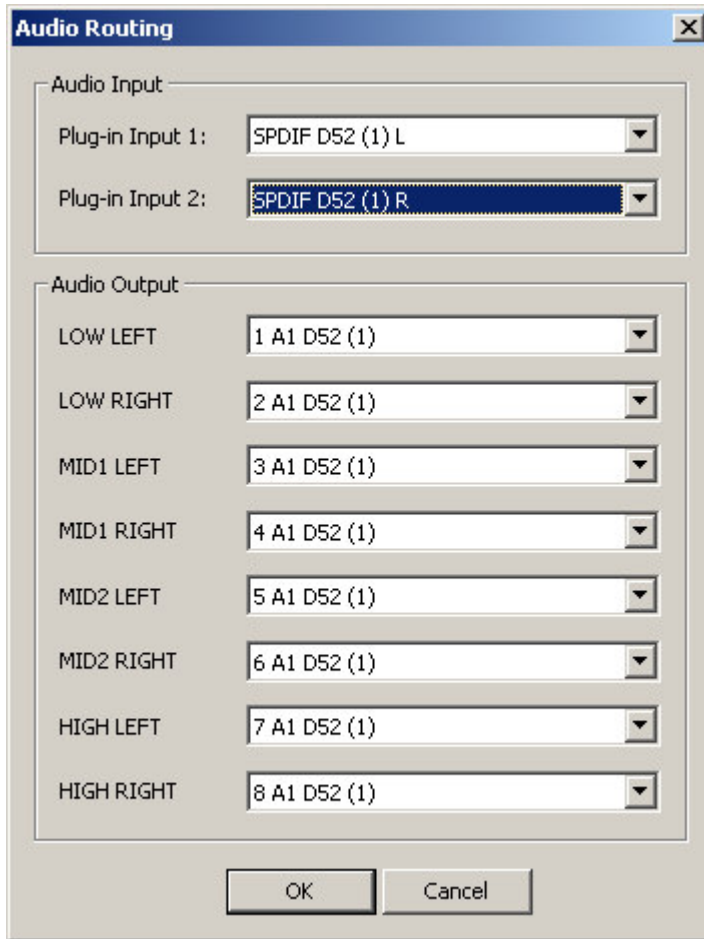 Audio Routing
Audio Input
Plug-in Input 1: SPDIF D52 (1) L
Plug-in Input 2: SPDIF D52 (1) R
Audio Output
LOW LEFT 1 A1 D52 (1)
LOW RIGHT 2 A1 D52 (1)
MID1 LEFT 3 A1 D52 (1)
MID1 RIGHT 4 A1 D52 (1)
MID2 LEFT 5 A1 D52 (1)
MID2 RIGHT 6 A1 D52 (1)
HIGH LEFT 7 A1 D52 (1)
HIGH RIGHT 8 A1 D52 (1)
OK Cancel